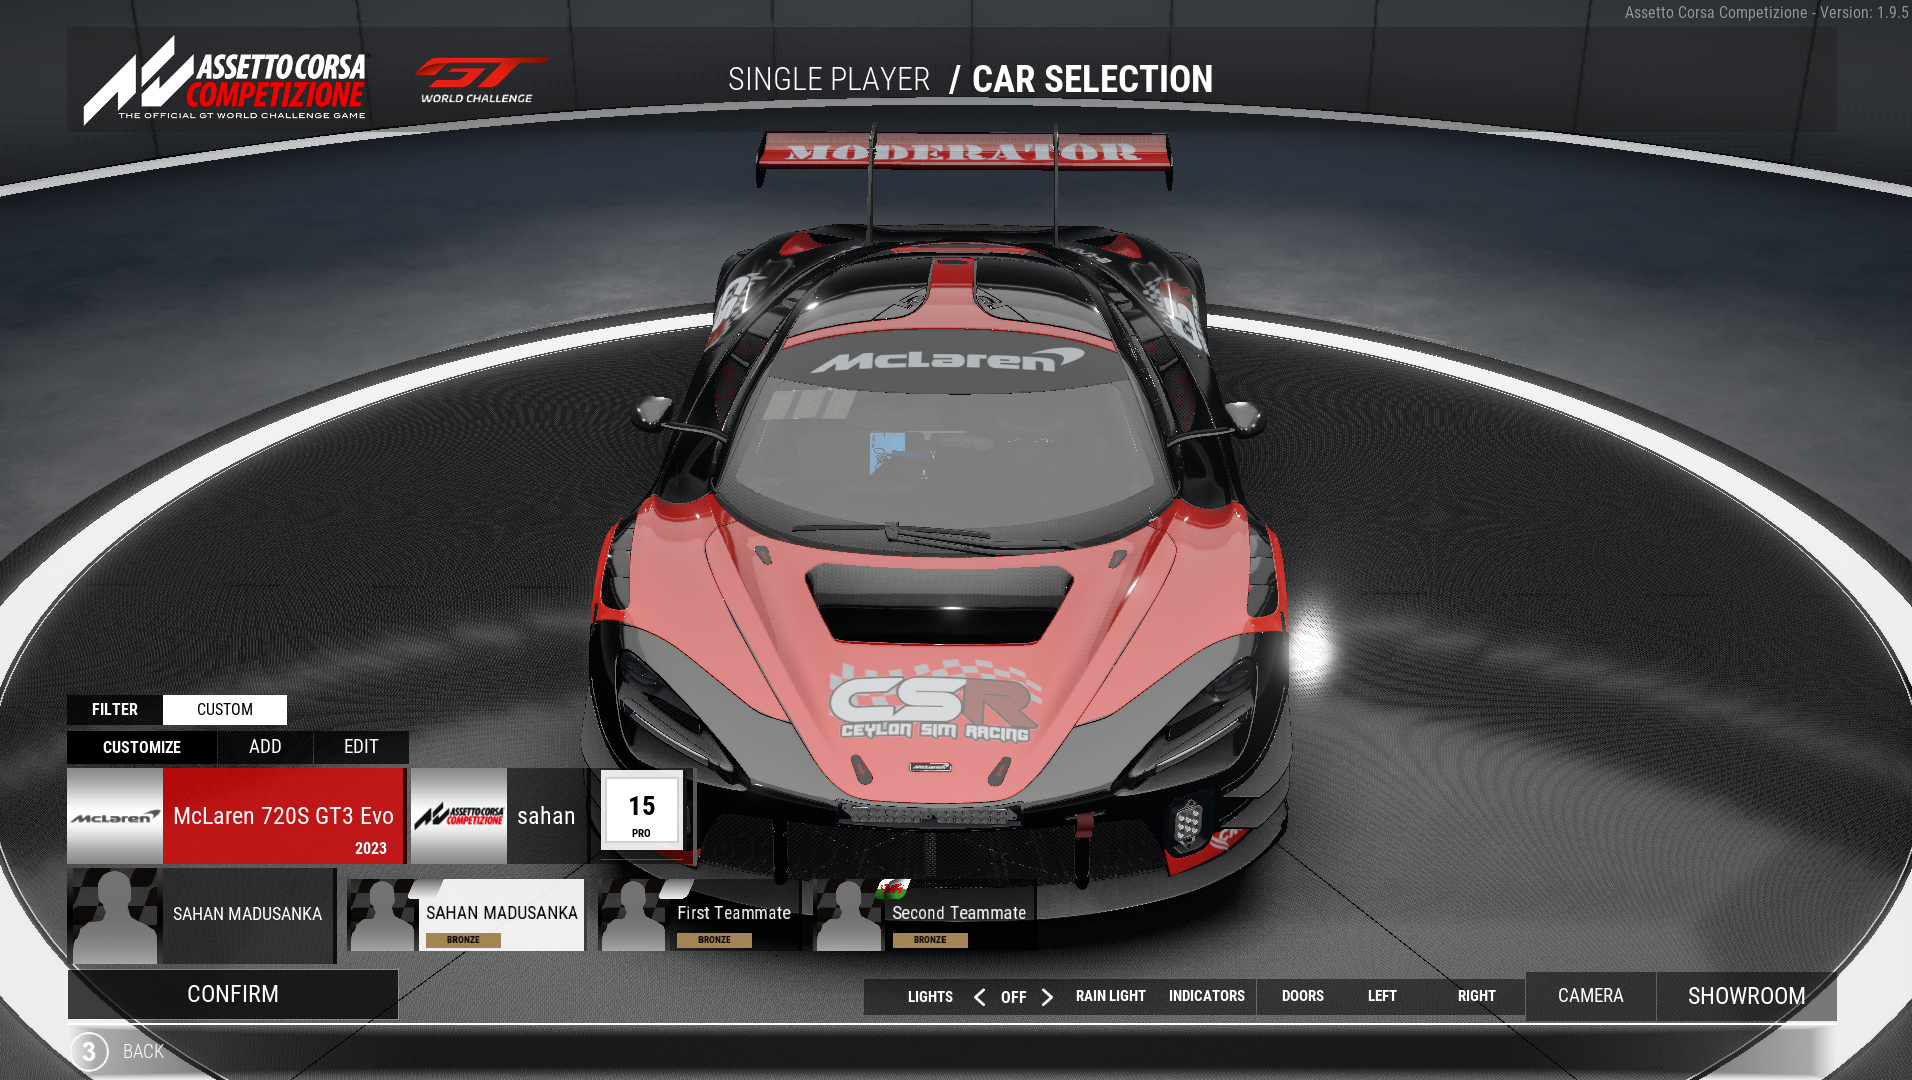 Assetto Corsa Competizione - Version: 1.9.5
ASSETTO CORSA
COMPETIZIONE
THE OFFICIAL GT WORLD CHALLENGE GAME
GT
WORLD CHALLENGE
SINGLE PLAYER / CAR SELECTION
MODERATOR
McLaren
CSR
CEYLON SIM RACING
McLaren
FILTER CUSTOM
CUSTOMIZE ADD EDIT
McLaren McLaren 720S GT3 Evo
2023
ASSETTO CORSA
COMPETIZIONE
sahan
15
PRO
SAHAN MADUSANKA
SAHAN MADUSANKA
BRONZE
First Teammate
BRONZE
Second Teammate
BRONZE
CONFIRM
LIGHTS OFF RAIN LIGHT INDICATORS DOORS LEFT RIGHT CAMERA SHOWROOM
3 BACK